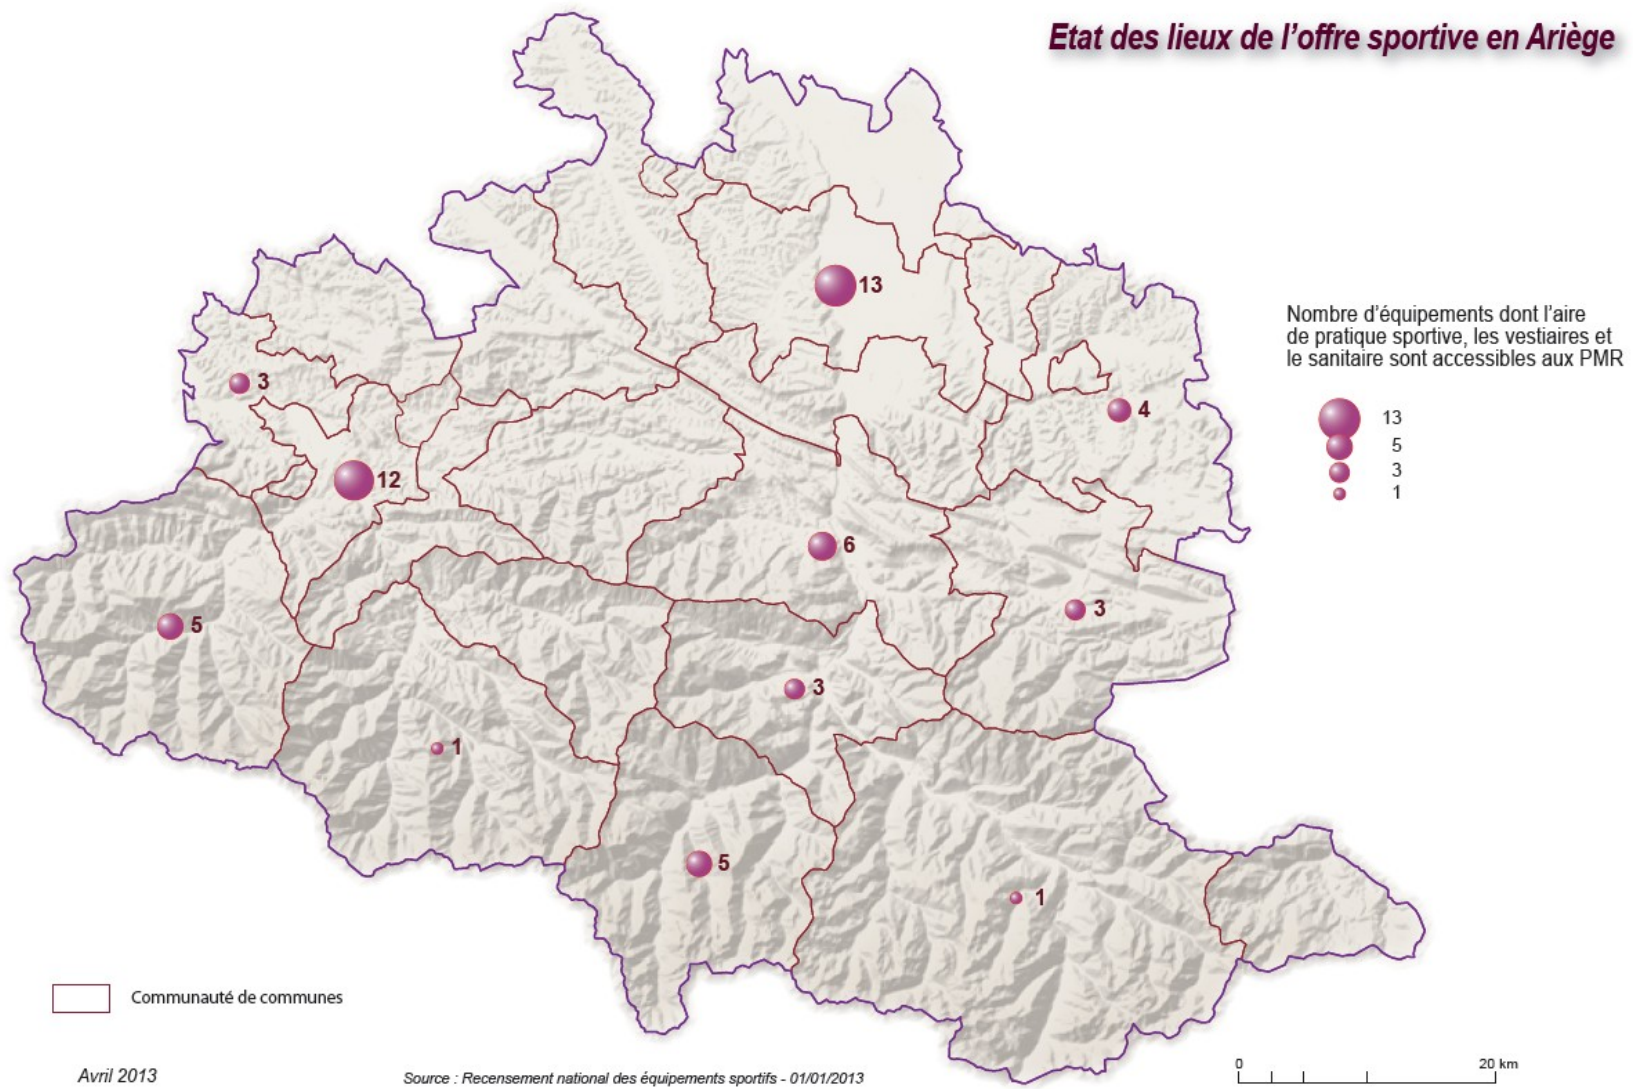 Etat des lieux de l'offre sportive en Ariège
13
Nombre d'équipements dont l'aire
de pratique sportive, les vestiaires et
le sanitaire sont accessibles aux PMR
3
4
13
5
3
1
12
6
3
5
3
1
5
1
Communauté de communes
0
20 km
Avril 2013
Source : Recensement national des équipements sportifs - 01/01/2013